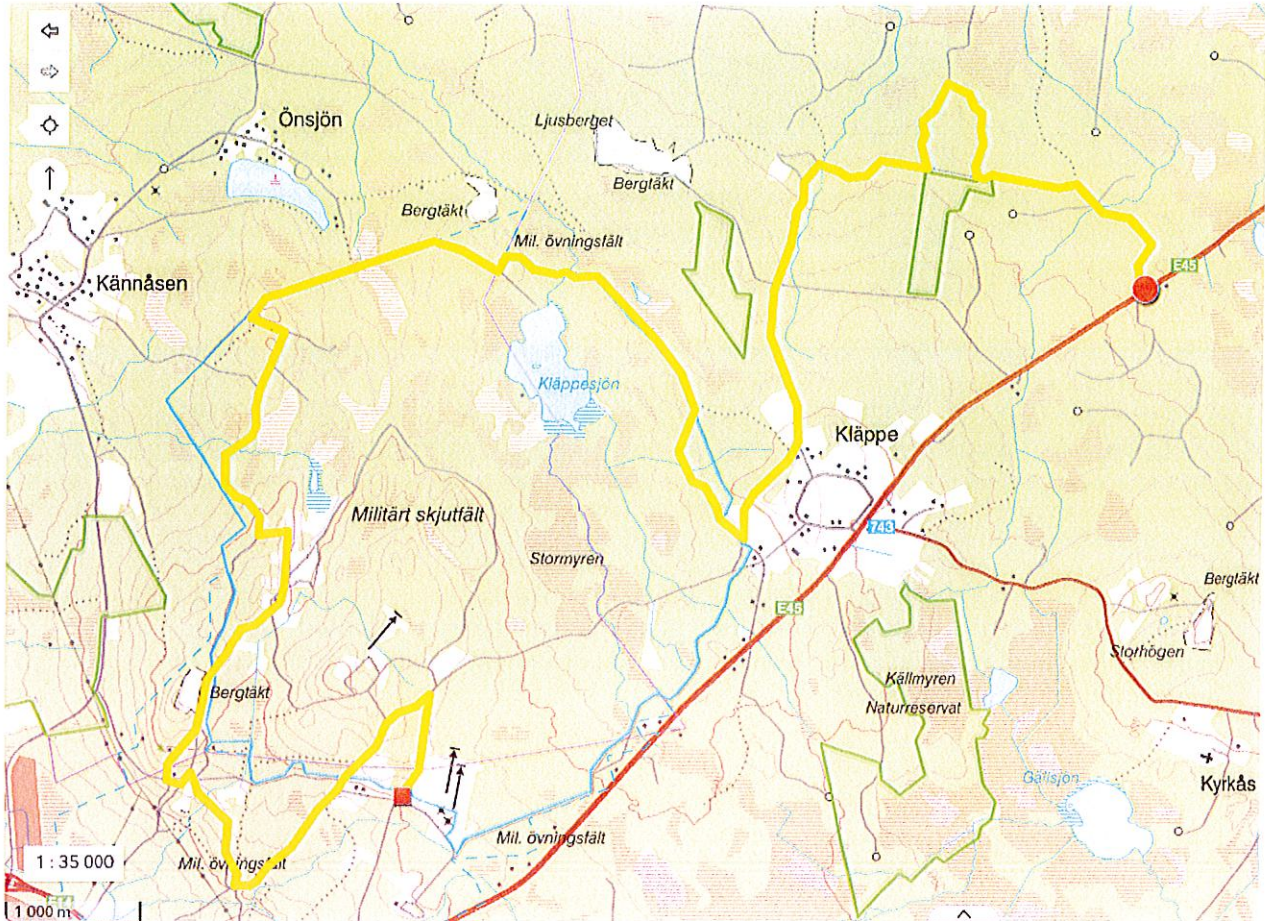 Önsjön
Ljusberget
Bergtäkt
Bergtäkt
Mil. övningsfält
E45
Kännåsen
Kläppesjön
Kläppe
Militärt skjutfält
743
Stormyren
Bergtäkt
E45
Storhögen
Källmyren
Naturreservat
Bergtäkt
Gällsjön
Kyrkås
Mil. övningsfält
Mil. övningsfält
1 : 35 000
1 000 m